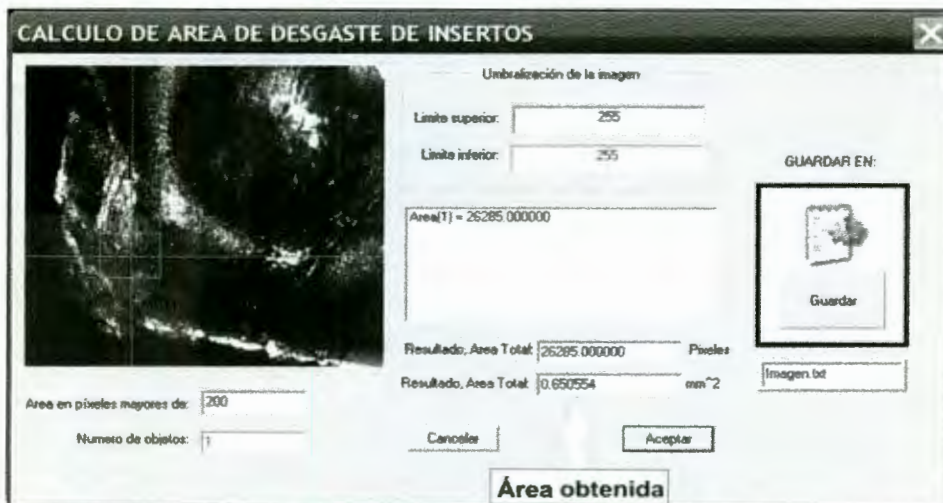 CALCULO DE AREA DE DESGASTE DE INSERTOS
Umbralización de la imagen
Limite superior: 255
Limite inferior: 255
GUARDAR EN:
Area(1) = 26285.000000
Guardar
Resultado, Area Total: 26285.000000 Pixeles
Resultado, Area Total: 0.650554 mm^2
Imagen.txt
Area en pixeles mayores de: 200
Numero de objetos: 1
Cancelar
Aceptar
Área obtenida